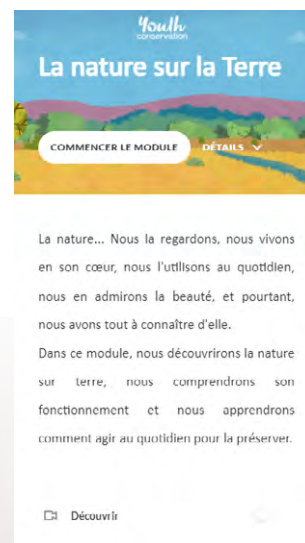 Youth
conservation
La nature sur la Terre
COMMENCER LE MODULE DÉTAILS
La nature... Nous la regardons, nous vivons
en son cœur, nous l'utilisons au quotidien,
nous en admirons la beauté, et pourtant,
nous avons tout à connaître d'elle.
Dans ce module, nous découvrirons la nature
sur terre, nous comprendrons son
fonctionnement et nous apprendrons
comment agir au quotidien pour la préserver.
Découvrir